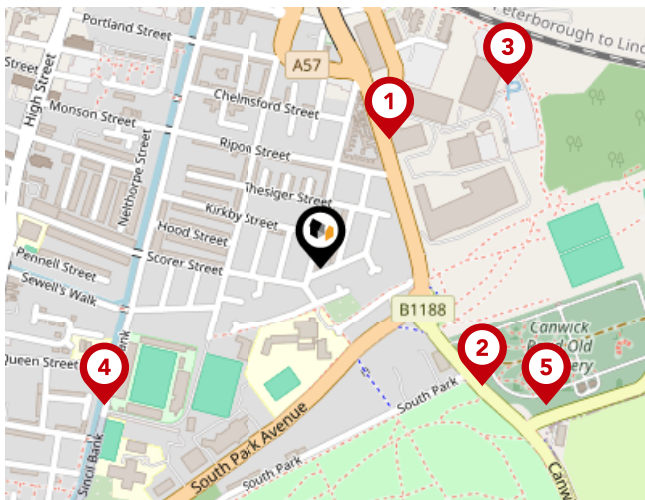 Portland Street
Peterborough to Linc
3
A57
Street
High Street
Chelmsford Street
1
Monson Street
Nelthorpe Street
Ripon Street
Thesiger Street
Kirkby Street
Hood Street
Scorer Street
Pennell Street
Sewell's Walk
B1188
Canwick
Road Old
Cemetery
2
5
Queen Street
4
Bank
South Park
South Park Avenue
Sincil Bank
South Park
Canw